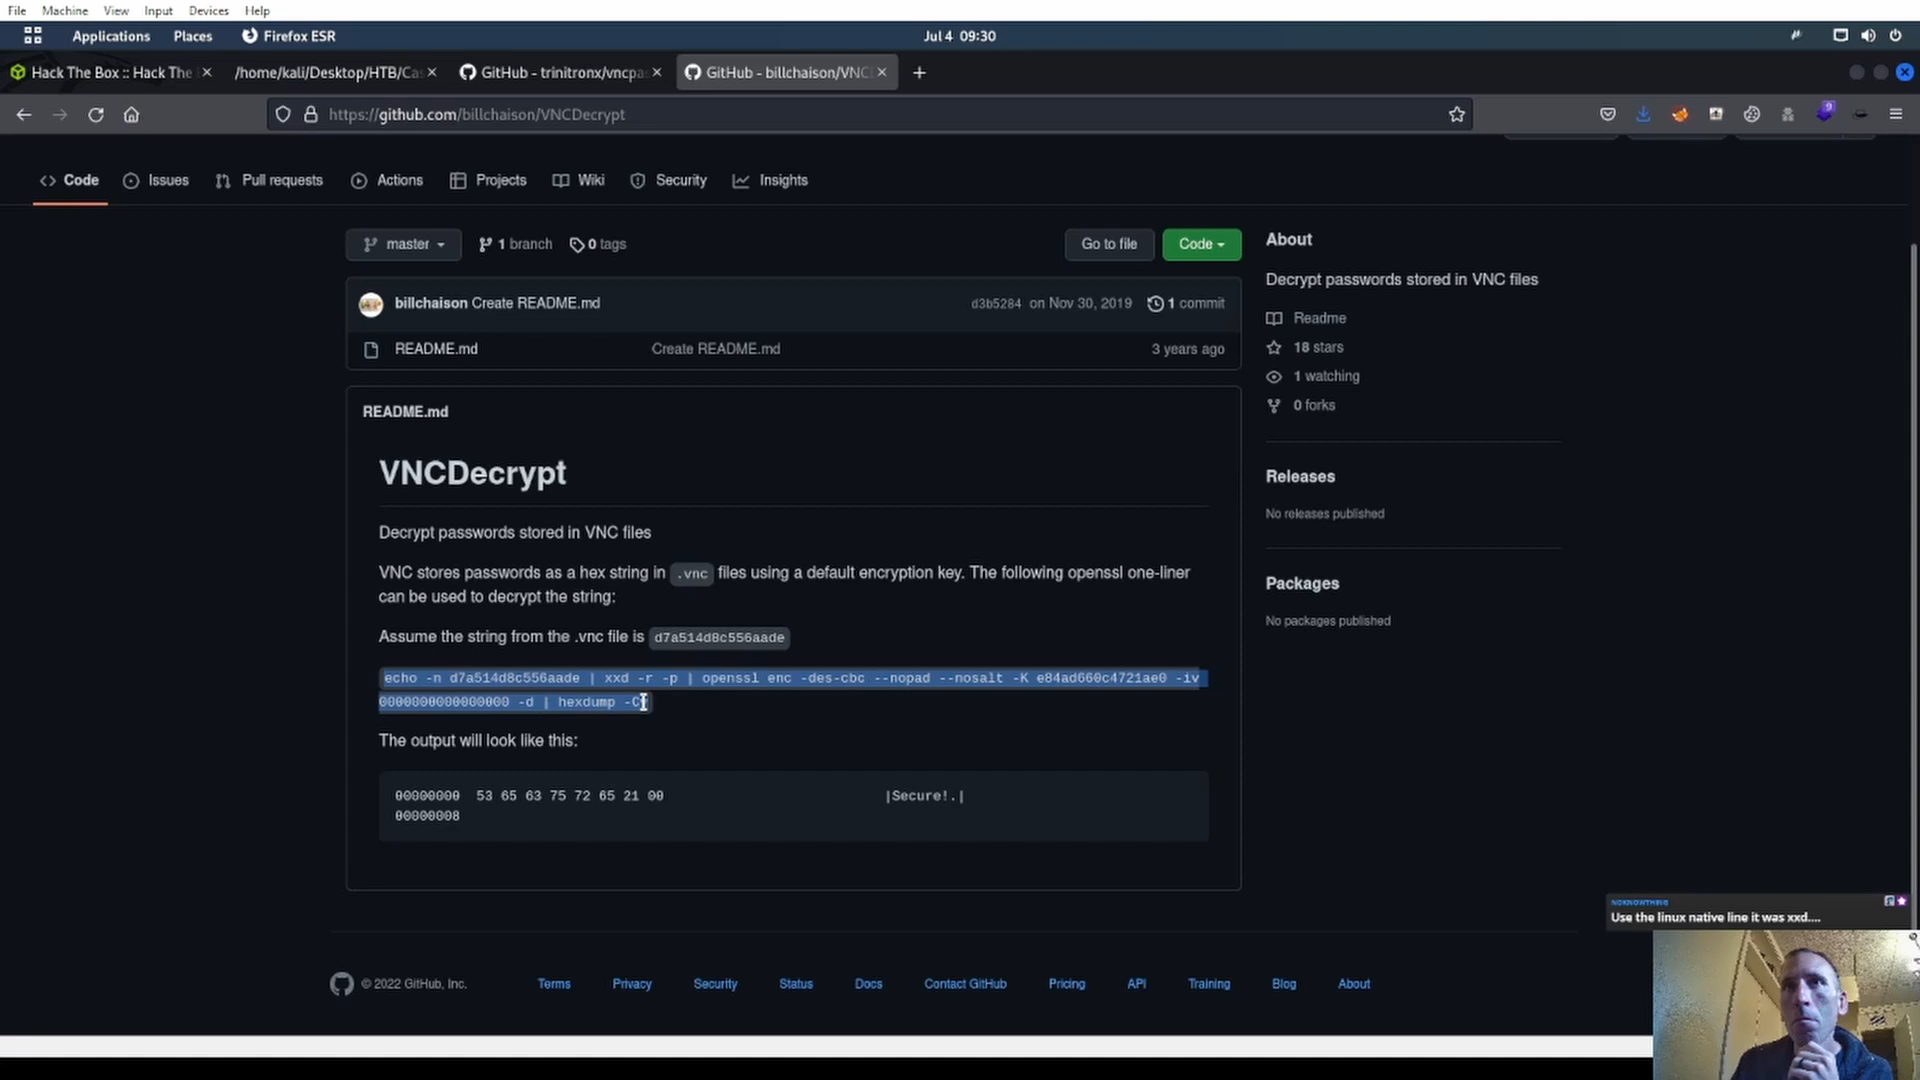 File Machine View Input Devices Help
Applications Places Firefox ESR Jul 4 09:30
Hack The Box :: Hack The /home/kali/Desktop/HTB/Ca GitHub - trinitronx/vncpa GitHub - billchaison/VNC
https://github.com/billchaison/VNCDecrypt 9
Code Issues Pull requests Actions Projects Wiki Security Insights
master 1 branch 0 tags Go to file Code
About
Decrypt passwords stored in VNC files
billchaison Create README.md d3b5284 on Nov 30, 2019 1 commit
Readme
README.md Create README.md 3 years ago
18 stars
1 watching
0 forks
README.md
VNCDecrypt
Releases
No releases published
Decrypt passwords stored in VNC files
VNC stores passwords as a hex string in .vnc files using a default encryption key. The following openssl one-liner
can be used to decrypt the string:
Packages
No packages published
Assume the string from the .vnc file is d7a514d8c556aade
echo -n d7a514d8c556aade | xxd -r -p | openssl enc -des-cbc --nopad --nosalt -K e84ad660c4721ae0 -iv
0000000000000000 -d | hexdump -C
The output will look like this:
00000000 53 65 63 75 72 65 21 00 |Secure!.|
00000008
NOKNOWTHING
Use the linux native line it was xxd....
© 2022 GitHub, Inc. Terms Privacy Security Status Docs Contact GitHub Pricing API Training Blog About